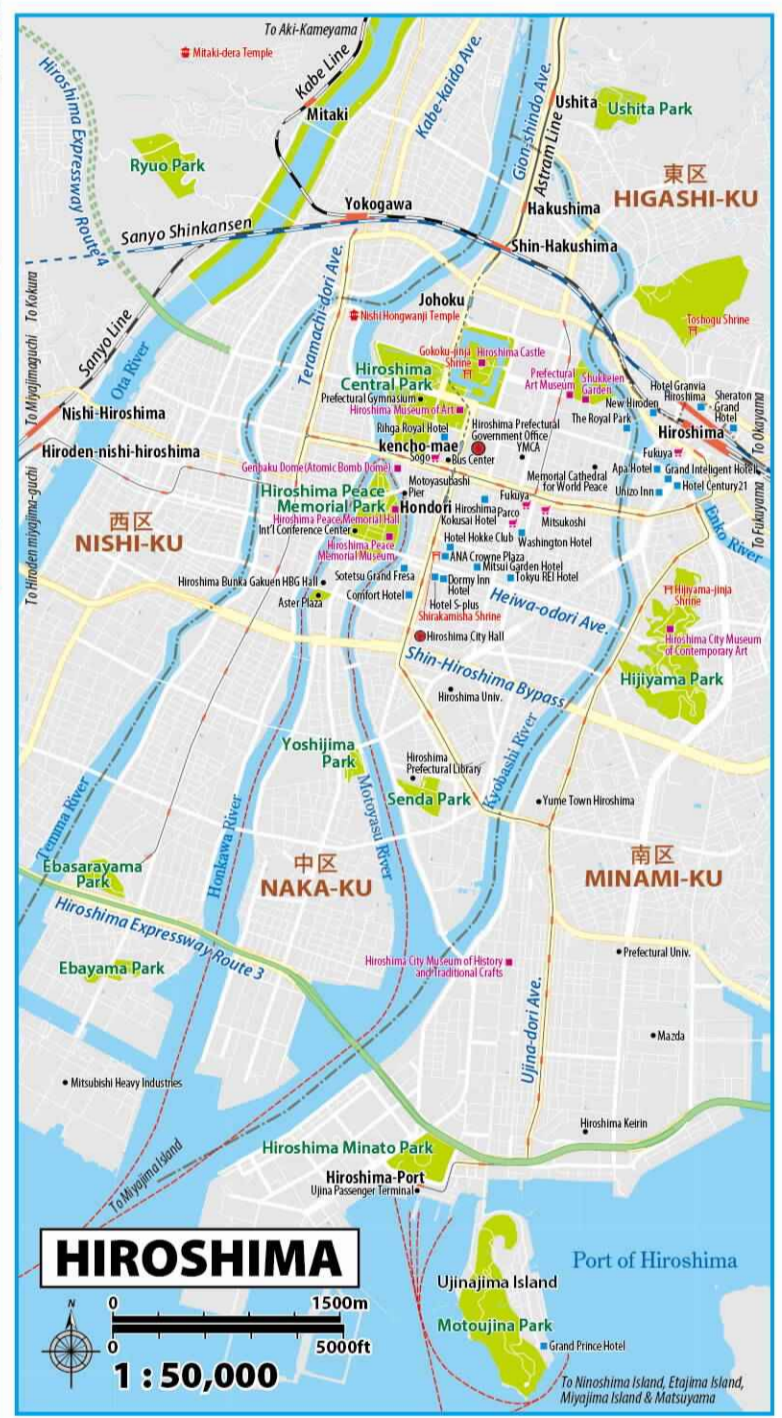 To Aki-Kameyama
Mitaki-dera Temple
Kabe Line
Kabe-kaido Ave.
Gion-shindo Ave.
Astram Line
Hiroshima Expressway Route 4
Mitaki
Ushita
Ushita Park
Ryuo Park
東区
HIGASHI-KU
Yokogawa
Hakushima
Sanyo Shinkansen
Shin-Hakushima
Teramachi-dori Ave.
To Kokura
To Miyajimaguchi
Sanyo Line
Ota River
Johoku
Nishi Hongwanji Temple
Toshogu Shrine
Gokoku-jinja
Shrine
Hiroshima Castle
Hiroshima
Central Park
Prefectural
Art Museum
Shukkeien
Garden
Hotel Granvia
Hiroshima
Sheraton
Grand
Hotel
To Okayama
Prefectural Gymnasium
Hiroshima Museum of Art
New Hiroden
The Royal Park
Nishi-Hiroshima
Rihga Royal Hotel
Hiroshima Prefectural
Government Office
Hiroshima
Hiroden-nishi-hiroshima
kencho-mae
Sogo
Bus Center
YMCA
Fukuya
Genbaku Dome(Atomic Bomb Dome)
Memorial Cathedral
for World Peace
Apa Hotel
Grand Inteligent Hotel
Unizo Inn
Hotel Century21
To Fukuyama
Motoyasubashi
Pier
Hiroshima Peace
Memorial Park
Hondori
Hiroshima
Kokusai Hotel
Fukuya
Parco
Mitsukoshi
Hiroshima Peace Memorial Hall
Int'l Conference Center
Enko River
西区
NISHI-KU
To Hiroden miyajima-guchi
Hiroshima Peace
Memorial Museum
Hotel Hokke Club
Washington Hotel
ANA Crowne Plaza
Mitsui Garden Hotel
Sotetsu Grand Fresa
Hiroshima Bunka Gakuen HBG Hall
Dormy Inn
Hotel
Tokyu REI Hotel
Aster Plaza
Comfort Hotel
Hotel S-plus
Shirakamisha Shrine
Heiwa-odori Ave.
Hijiyama-jinja
Shrine
Hiroshima City Hall
Hiroshima City Museum
of Contemporary Art
Shin-Hiroshima Bypass
Hijiyama Park
Hiroshima Univ.
Kyobashi River
Yoshijima
Park
Hiroshima
Prefectural Library
Motoyasu River
Senda Park
Yume Town Hiroshima
Temma River
Honkawa River
中区
NAKA-KU
南区
MINAMI-KU
Ebasarayama
Park
Hiroshima Expressway Route 3
Ebayama Park
Hiroshima City Museum of History
and Traditional Crafts
Prefectural Univ.
Ujina-dori Ave.
Mazda
Mitsubishi Heavy Industries
Hiroshima Keirin
To Miyajima Island
Hiroshima Minato Park
Hiroshima-Port
Ujina Passenger Terminal
HIROSHIMA
Port of Hiroshima
Ujinajima Island
N
0 1500m
0 5000ft
1 : 50,000
Motoujina Park
Grand Prince Hotel
To Ninoshima Island, Etajima Island,
Miyajima Island & Matsuyama